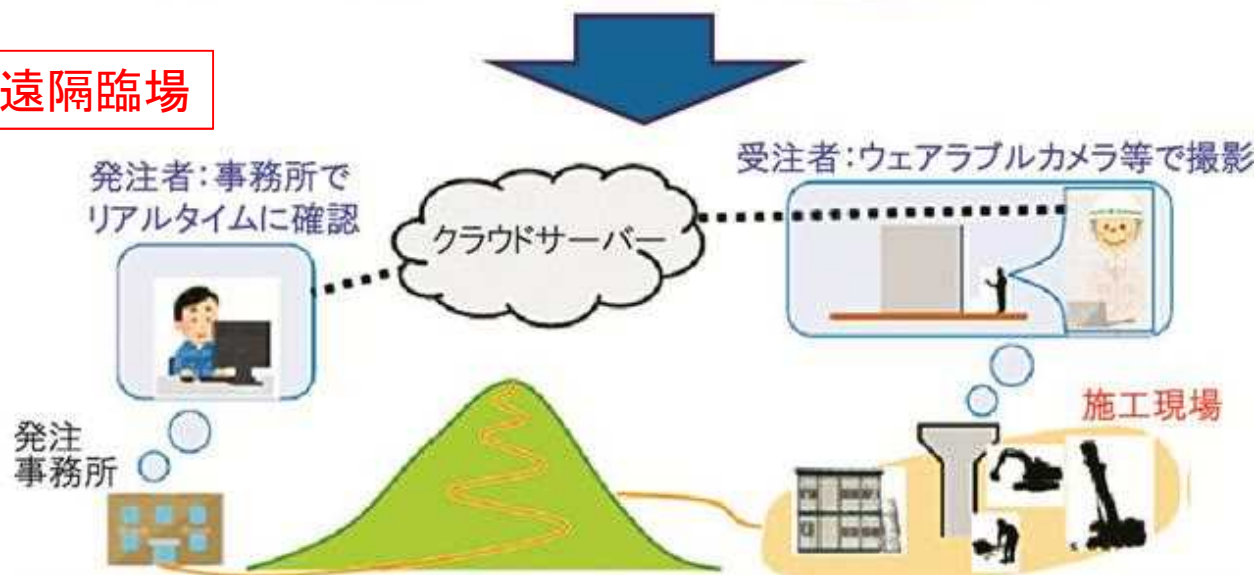 遠隔臨場
発注者：事務所で
リアルタイムに確認
クラウドサーバー
受注者：ウェアラブルカメラ等で撮影
発注
事務所
施工現場